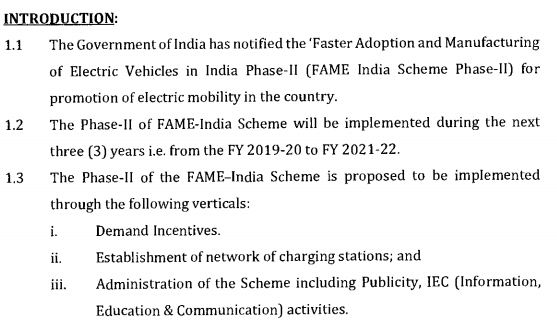 INTRODUCTION:
1.1 The Government of India has notified the 'Faster Adoption and Manufacturing
of Electric Vehicles in India Phase-II (FAME India Scheme Phase-II) for
promotion of electric mobility in the country.
1.2 The Phase-II of FAME-India Scheme will be implemented during the next
three (3) years i.e. from the FY 2019-20 to FY 2021-22.
1.3 The Phase-II of the FAME–India Scheme is proposed to be implemented
through the following verticals:
i. Demand Incentives.
ii. Establishment of network of charging stations; and
iii. Administration of the Scheme including Publicity, IEC (Information,
Education & Communication) activities.